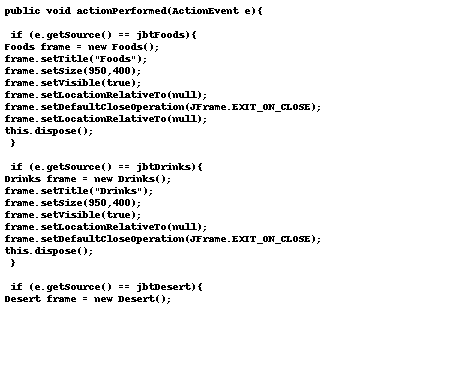 public void actionPerformed(ActionEvent e){
if (e.getSource() == jbtFoods){
Foods frame = new Foods();
frame.setTitle("Foods");
frame.setSize(950,400);
frame.setVisible(true);
frame.setLocationRelativeTo(null);
frame.setDefaultCloseOperation(JFrame.EXIT_ON_CLOSE);
frame.setLocationRelativeTo(null);
this.dispose();
}
if (e.getSource() == jbtDrinks){
Drinks frame = new Drinks();
frame.setTitle("Drinks");
frame.setSize(950,400);
frame.setVisible(true);
frame.setLocationRelativeTo(null);
frame.setDefaultCloseOperation(JFrame.EXIT_ON_CLOSE);
this.dispose();
}
if (e.getSource() == jbtDesert){
Desert frame = new Desert();